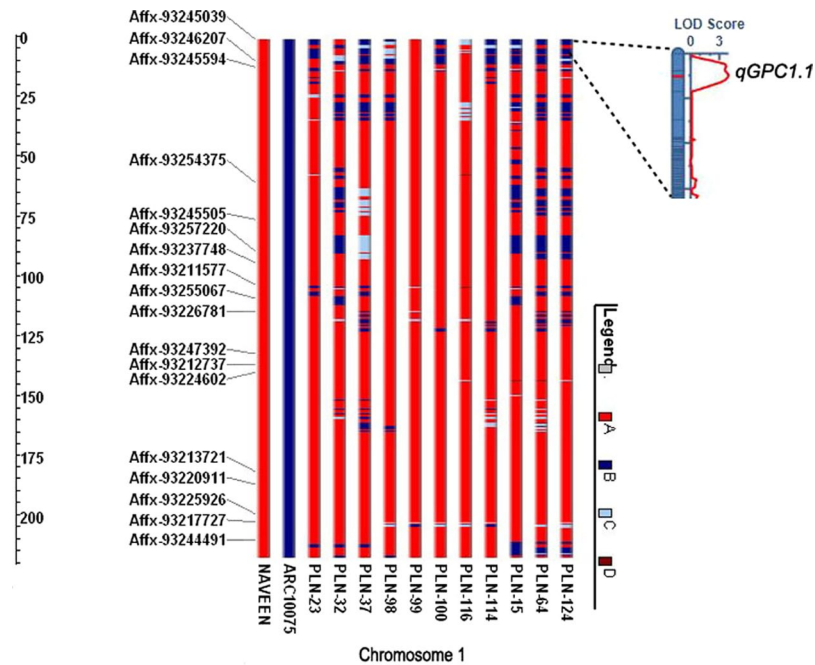 LOD Score
0 3
qGPC1.1
0
25
50
75
100
125
150
175
200
Affx-93245039
Affx-93246207
Affx-93245594
Affx-93254375
Affx-93245505
Affx-93257220
Affx-93237748
Affx-93211577
Affx-93255067
Affx-93226781
Affx-93247392
Affx-93212737
Affx-93224602
Affx-93213721
Affx-93220911
Affx-93225926
Affx-93217727
Affx-93244491
Legend
.
A
B
C
D
NAVEEN
ARC10075
PLN-23
PLN-32
PLN-37
PLN-98
PLN-99
PLN-100
PLN-116
PLN-114
PLN-15
PLN-64
PLN-124
Chromosome 1